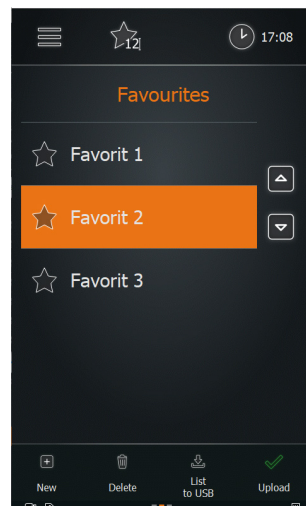 12
17:08
Favourites
Favorit 1
Favorit 2
Favorit 3
New
Delete
List
to USB
Upload